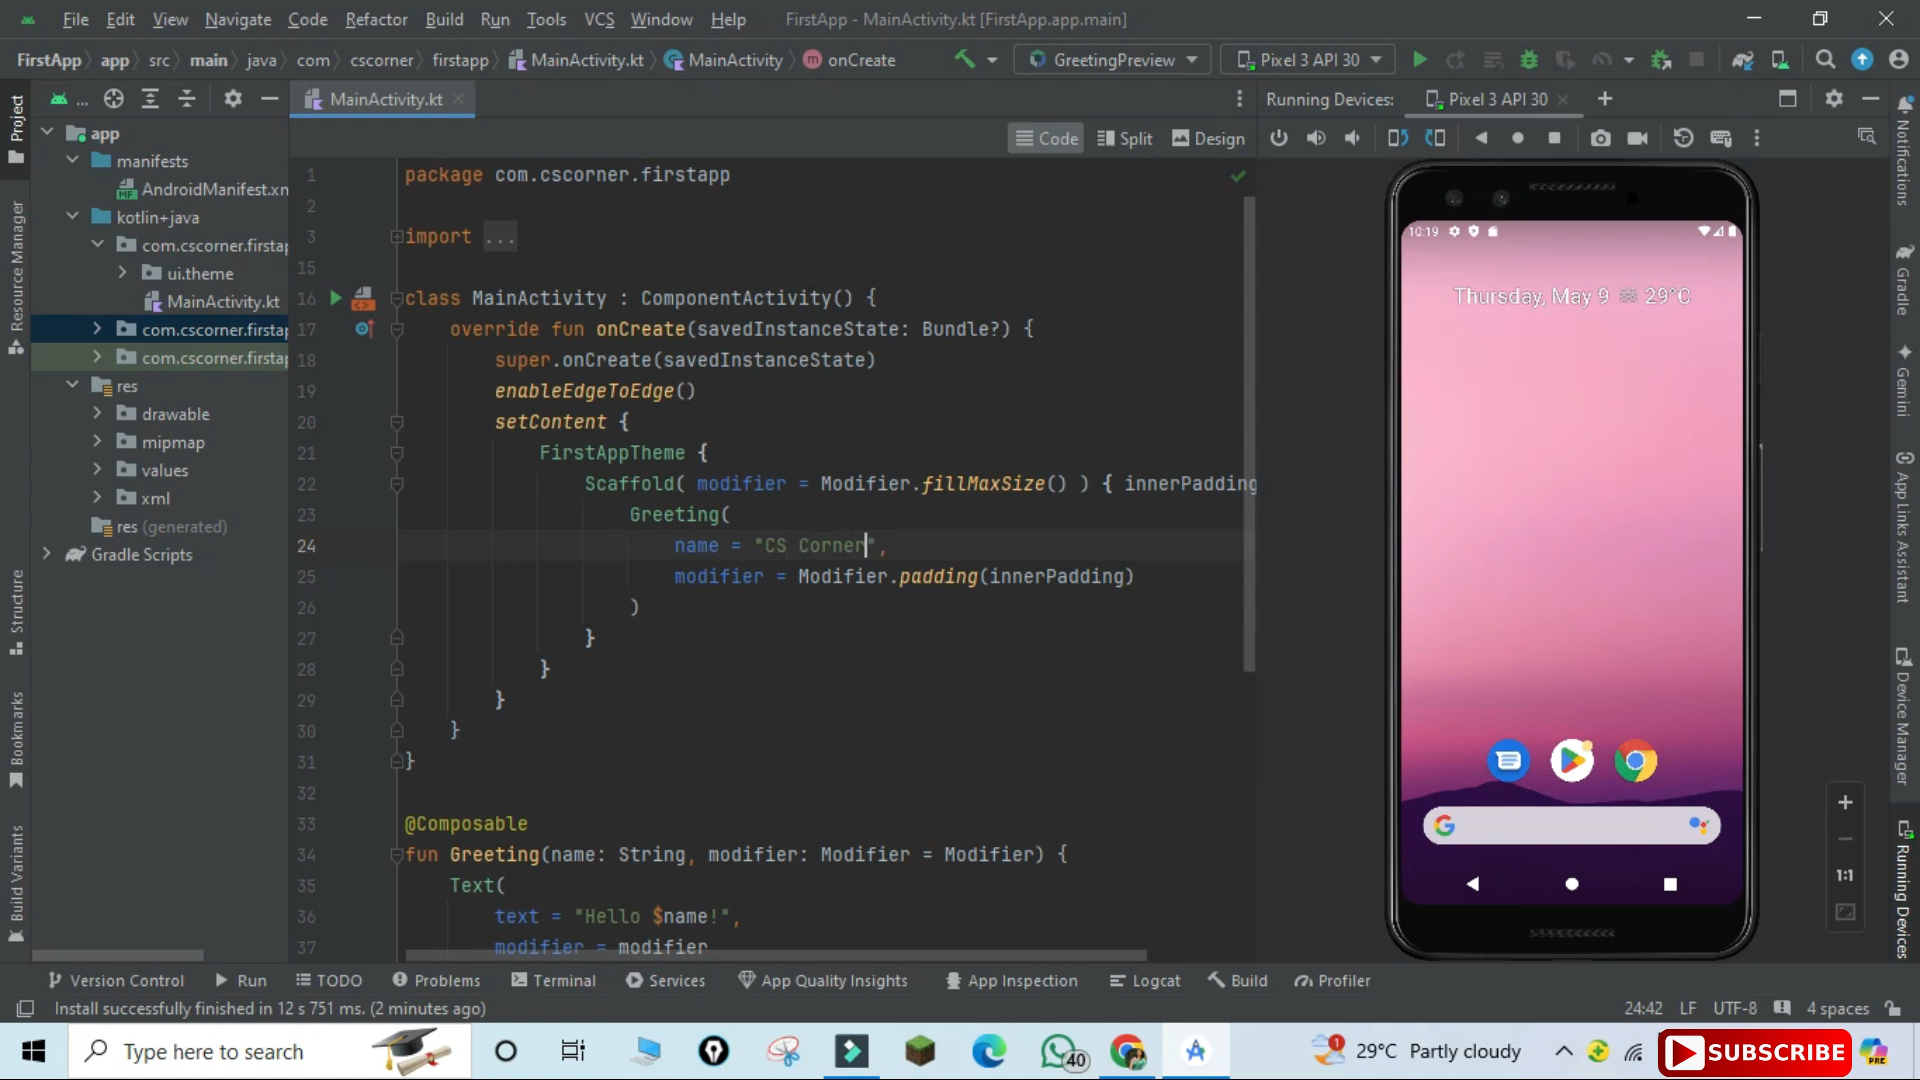 File Edit View Navigate Code Refactor Build Run Tools VCS Window Help FirstApp - MainActivity.kt [FirstApp.app.main]
FirstApp app src main java com cscorner firstapp MainActivity.kt MainActivity onCreate GreetingPreview Pixel 3 API 30
... MainActivity.kt Running Devices: Pixel 3 API 30
Code Split Design
Project
Resource Manager
Structure
Bookmarks
Build Variants
app
manifests
AndroidManifest.xm
kotlin+java
com.cscorner.firstap
ui.theme
MainActivity.kt
com.cscorner.firstap
com.cscorner.firstap
res
drawable
mipmap
values
xml
res (generated)
Gradle Scripts
1 package com.cscorner.firstapp
2
3 import ...
15
16 class MainActivity : ComponentActivity() {
17 override fun onCreate(savedInstanceState: Bundle?) {
18 super.onCreate(savedInstanceState)
19 enableEdgeToEdge()
20 setContent {
21 FirstAppTheme {
22 Scaffold( modifier = Modifier.fillMaxSize() ) { innerPadding
23 Greeting(
24 name = "CS Corner",
25 modifier = Modifier.padding(innerPadding)
26 )
27 }
28 }
29 }
30 }
31 }
32
33 @Composable
34 fun Greeting(name: String, modifier: Modifier = Modifier) {
35 Text(
36 text = "Hello $name!",
37 modifier = modifier
10:19
Thursday, May 9 29°C
G
1:1
Notifications
Gradle
Gemini
App Links Assistant
Device Manager
Running Devices
Version Control Run TODO Problems Terminal Services App Quality Insights App Inspection Logcat Build Profiler
Install successfully finished in 12 s 751 ms. (2 minutes ago) 24:42 LF UTF-8 4 spaces
Type here to search 40 1 29°C Partly cloudy SUBSCRIBE PRE